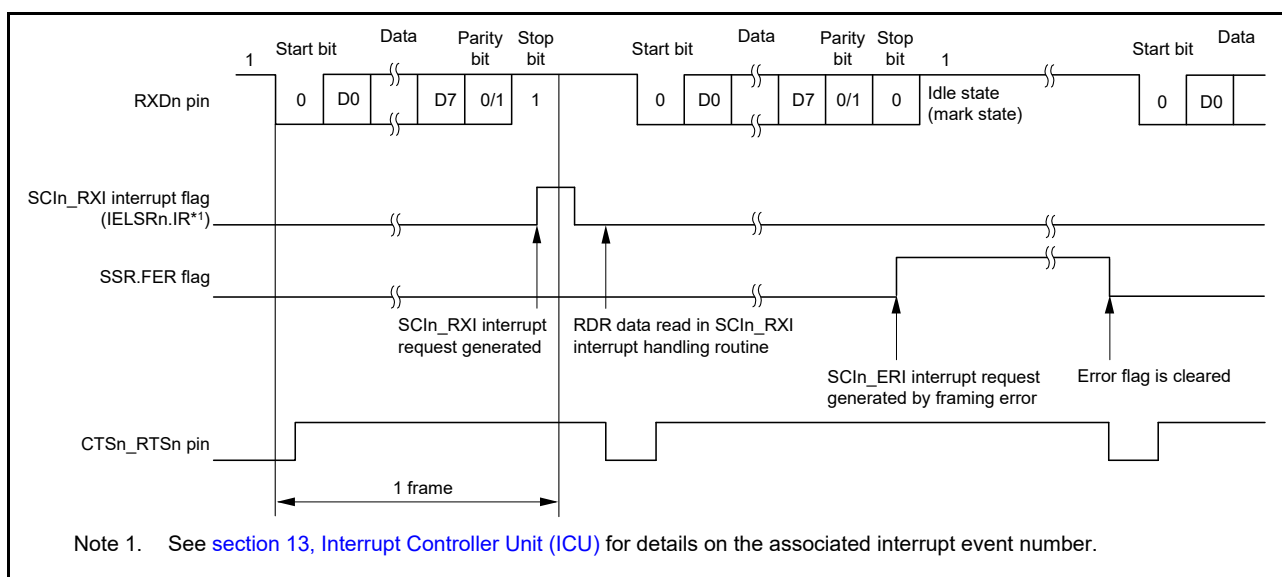 1
Start bit
Data
Parity
bit
Stop
bit
Start bit
Data
Parity
bit
Stop
bit
1
Start bit
Data
RXDn pin
0
D0
D7
0/1
1
0
D0
D7
0/1
0
Idle state
(mark state)
0
D0
SCIn_RXI interrupt flag
(IELSRn.IR*1)
SSR.FER flag
SCIn_RXI interrupt
request generated
RDR data read in SCIn_RXI
interrupt handling routine
SCIn_ERI interrupt request
generated by framing error
Error flag is cleared
CTSn_RTSn pin
1 frame
Note 1. See section 13, Interrupt Controller Unit (ICU) for details on the associated interrupt event number.